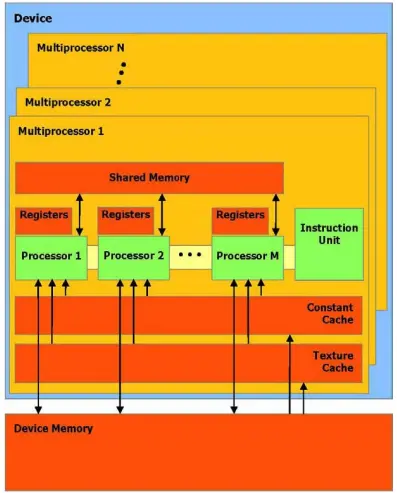 Device
Multiprocessor N
Multiprocessor 2
Multiprocessor 1
Shared Memory
Registers Registers Registers
Instruction
Unit
Processor 1 Processor 2 Processor M
Constant
Cache
Texture
Cache
Device Memory